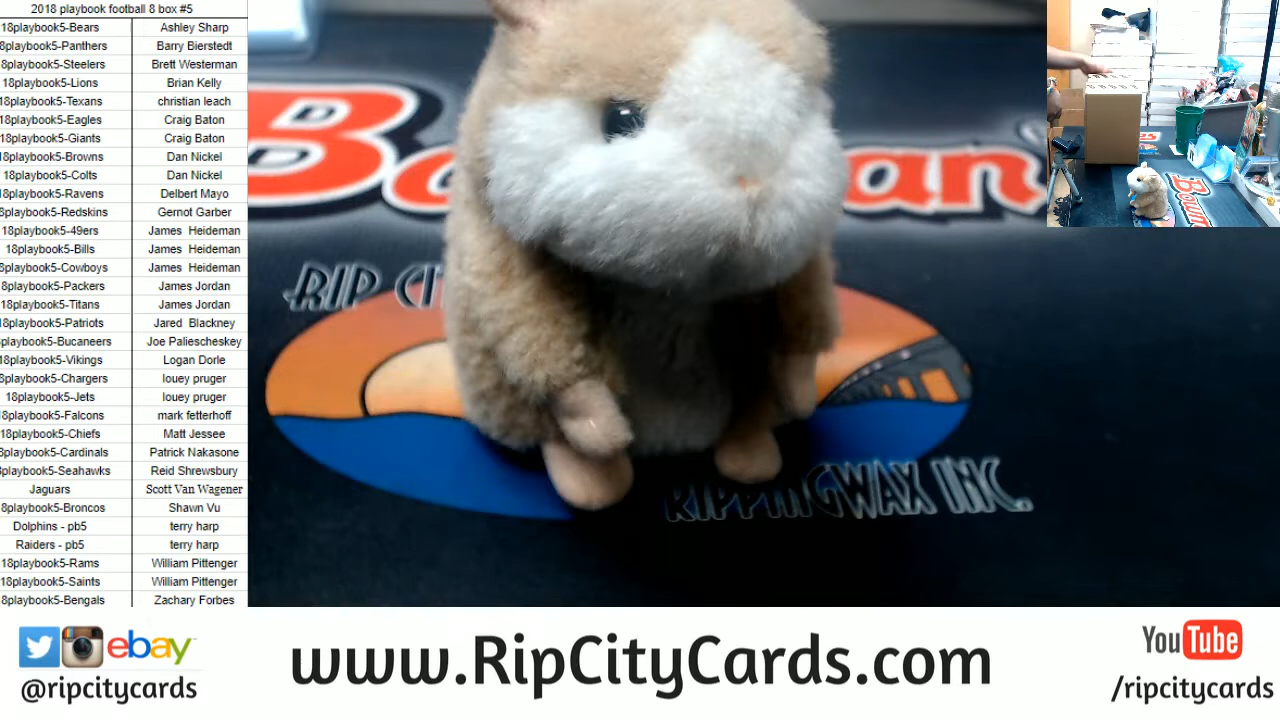 2018 playbook football 8 box #5
18playbook5-Bears Ashley Sharp
8playbook5-Panthers Barry Bierstedt
8playbook5-Steelers Brett Westerman
18playbook5-Lions Brian Kelly
18playbook5-Texans christian leach
18playbook5-Eagles Craig Baton
18playbook5-Giants Craig Baton
8playbook5-Browns Dan Nickel
18playbook5-Colts Dan Nickel
18playbook5-Ravens Delbert Mayo
8playbook5-Redskins Gernot Garber
18playbook5-49ers James Heideman
18playbook5-Bills James Heideman
8playbook5-Cowboys James Heideman
8playbook5-Packers James Jordan
18playbook5-Titans James Jordan
18playbook5-Patriots Jared Blackney
playbook5-Bucaneers Joe Paliescheskey
18playbook5-Vikings Logan Dorle
8playbook5-Chargers louey pruger
18playbook5-Jets louey pruger
8playbook5-Falcons mark fetterhoff
18playbook5-Chiefs Matt Jessee
8playbook5-Cardinals Patrick Nakasone
8playbook5-Seahawks Reid Shrewsbury
Jaguars Scott Van Wagener
8playbook5-Broncos Shawn Vu
Dolphins - pb5 terry harp
Raiders - pb5 terry harp
18playbook5-Rams William Pittenger
18playbook5-Saints William Pittenger
8playbook5-Bengals Zachary Forbes
RIP CI
RIPPINGWAX INC.
ebay
@ripcitycards
www.RipCityCards.com
YouTube
/ripcitycards